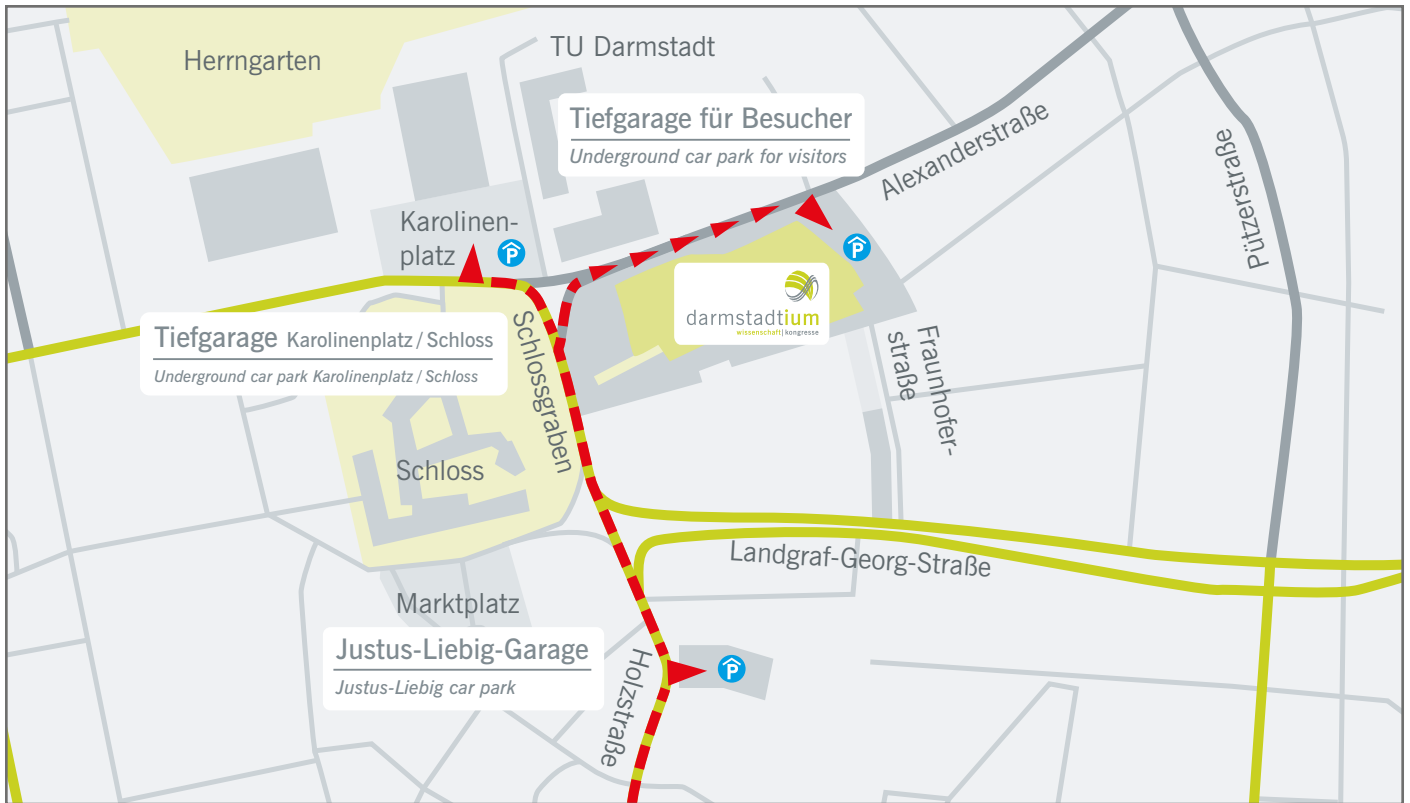 Herrngarten
TU Darmstadt
Tiefgarage für Besucher
Underground car park for visitors
Alexanderstraße
Pützerstraße
Karolinen-
platz
P
P
darmstadtium
wissenschaft | kongresse
Tiefgarage Karolinenplatz / Schloss
Underground car park Karolinenplatz / Schloss
Schlossgraben
Fraunhofer-
straße
Schloss
Landgraf-Georg-Straße
Marktplatz
Justus-Liebig-Garage
Justus-Liebig car park
Holzstraße
P